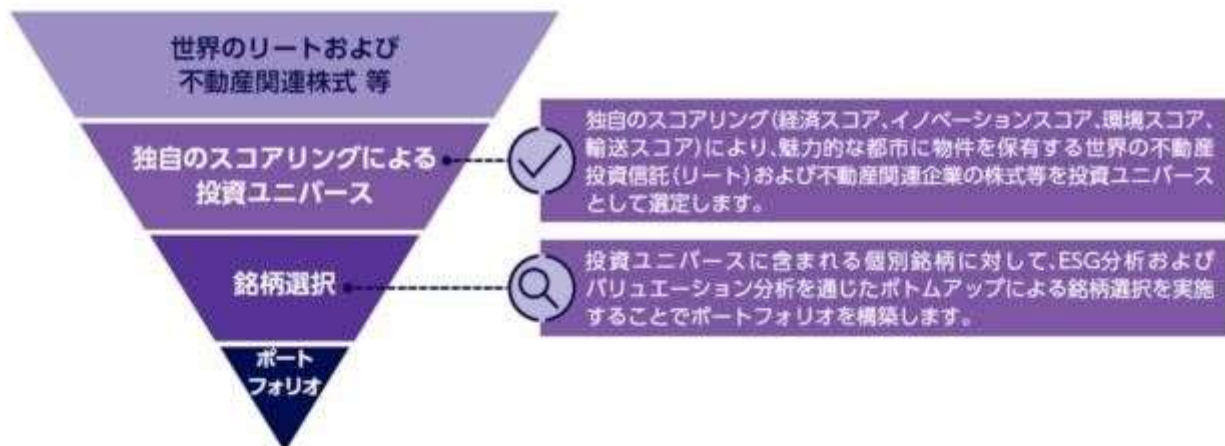 世界のリートおよび
不動産関連株式 等
独自のスコアリングによる
投資ユニバース
独自のスコアリング(経済スコア、イノベーションスコア、環境スコア、
輸送スコア)により、魅力的な都市に物件を保有する世界の不動産
投資信託(リート)および不動産関連企業の株式等を投資ユニバース
として選定します。
銘柄選択
投資ユニバースに含まれる個別銘柄に対して、ESG分析および
バリュエーション分析を通じたボトムアップによる銘柄選択を実施
することでポートフォリオを構築します。
ポート
フォリオ